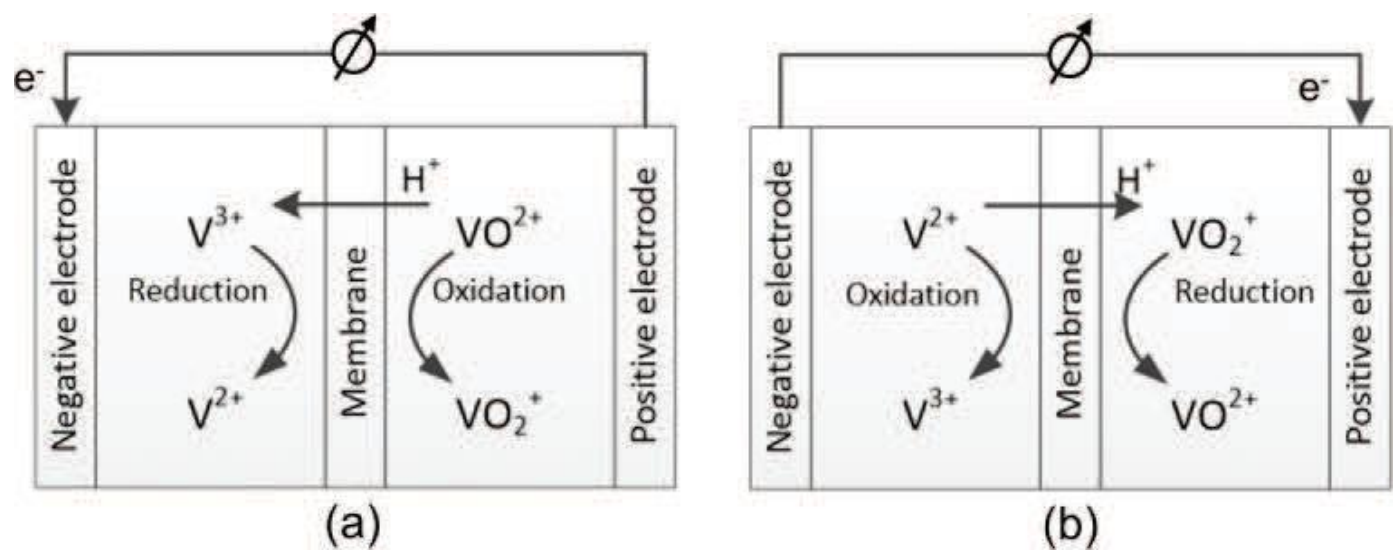 e⁻
Negative electrode
V³⁺
Reduction
V²⁺
Membrane
H⁺
VO²⁺
Oxidation
VO₂⁺
Positive electrode
(a)
e⁻
Negative electrode
V²⁺
Oxidation
V³⁺
Membrane
H⁺
VO₂⁺
Reduction
VO²⁺
Positive electrode
(b)